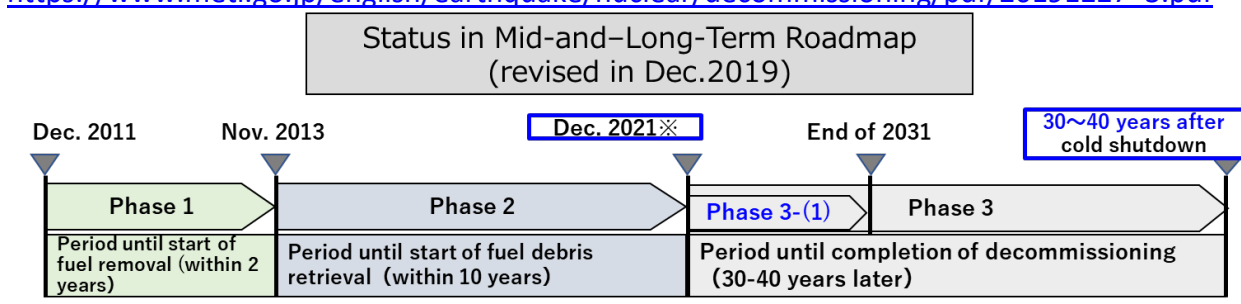 Status in Mid-and–Long-Term Roadmap
(revised in Dec.2019)
Dec. 2011
Nov. 2013
Dec. 2021※
End of 2031
30～40 years after
cold shutdown
Phase 1
Phase 2
Phase 3-(1)
Phase 3
Period until start of
fuel removal (within 2
years)
Period until start of fuel debris
retrieval (within 10 years)
Period until completion of decommissioning
（30-40 years later）